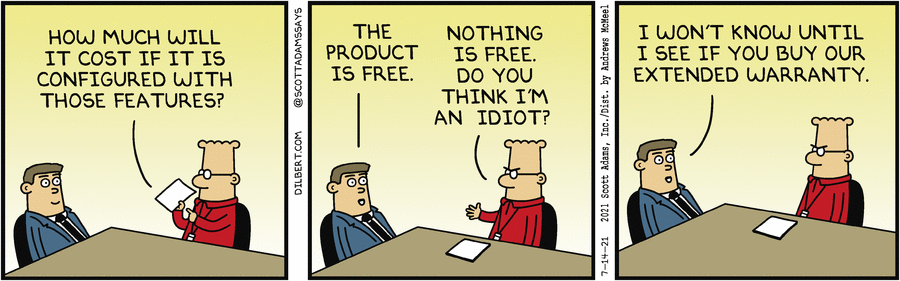 HOW MUCH WILL
IT COST IF IT IS
CONFIGURED WITH
THOSE FEATURES?
DILBERT.COM @SCOTTADAMSSAYS
THE
PRODUCT
IS FREE.
NOTHING
IS FREE.
DO YOU
THINK I'M
AN IDIOT?
7-14-21 2021 Scott Adams, Inc./Dist. by Andrews McMeel
I WON'T KNOW UNTIL
I SEE IF YOU BUY OUR
EXTENDED WARRANTY.